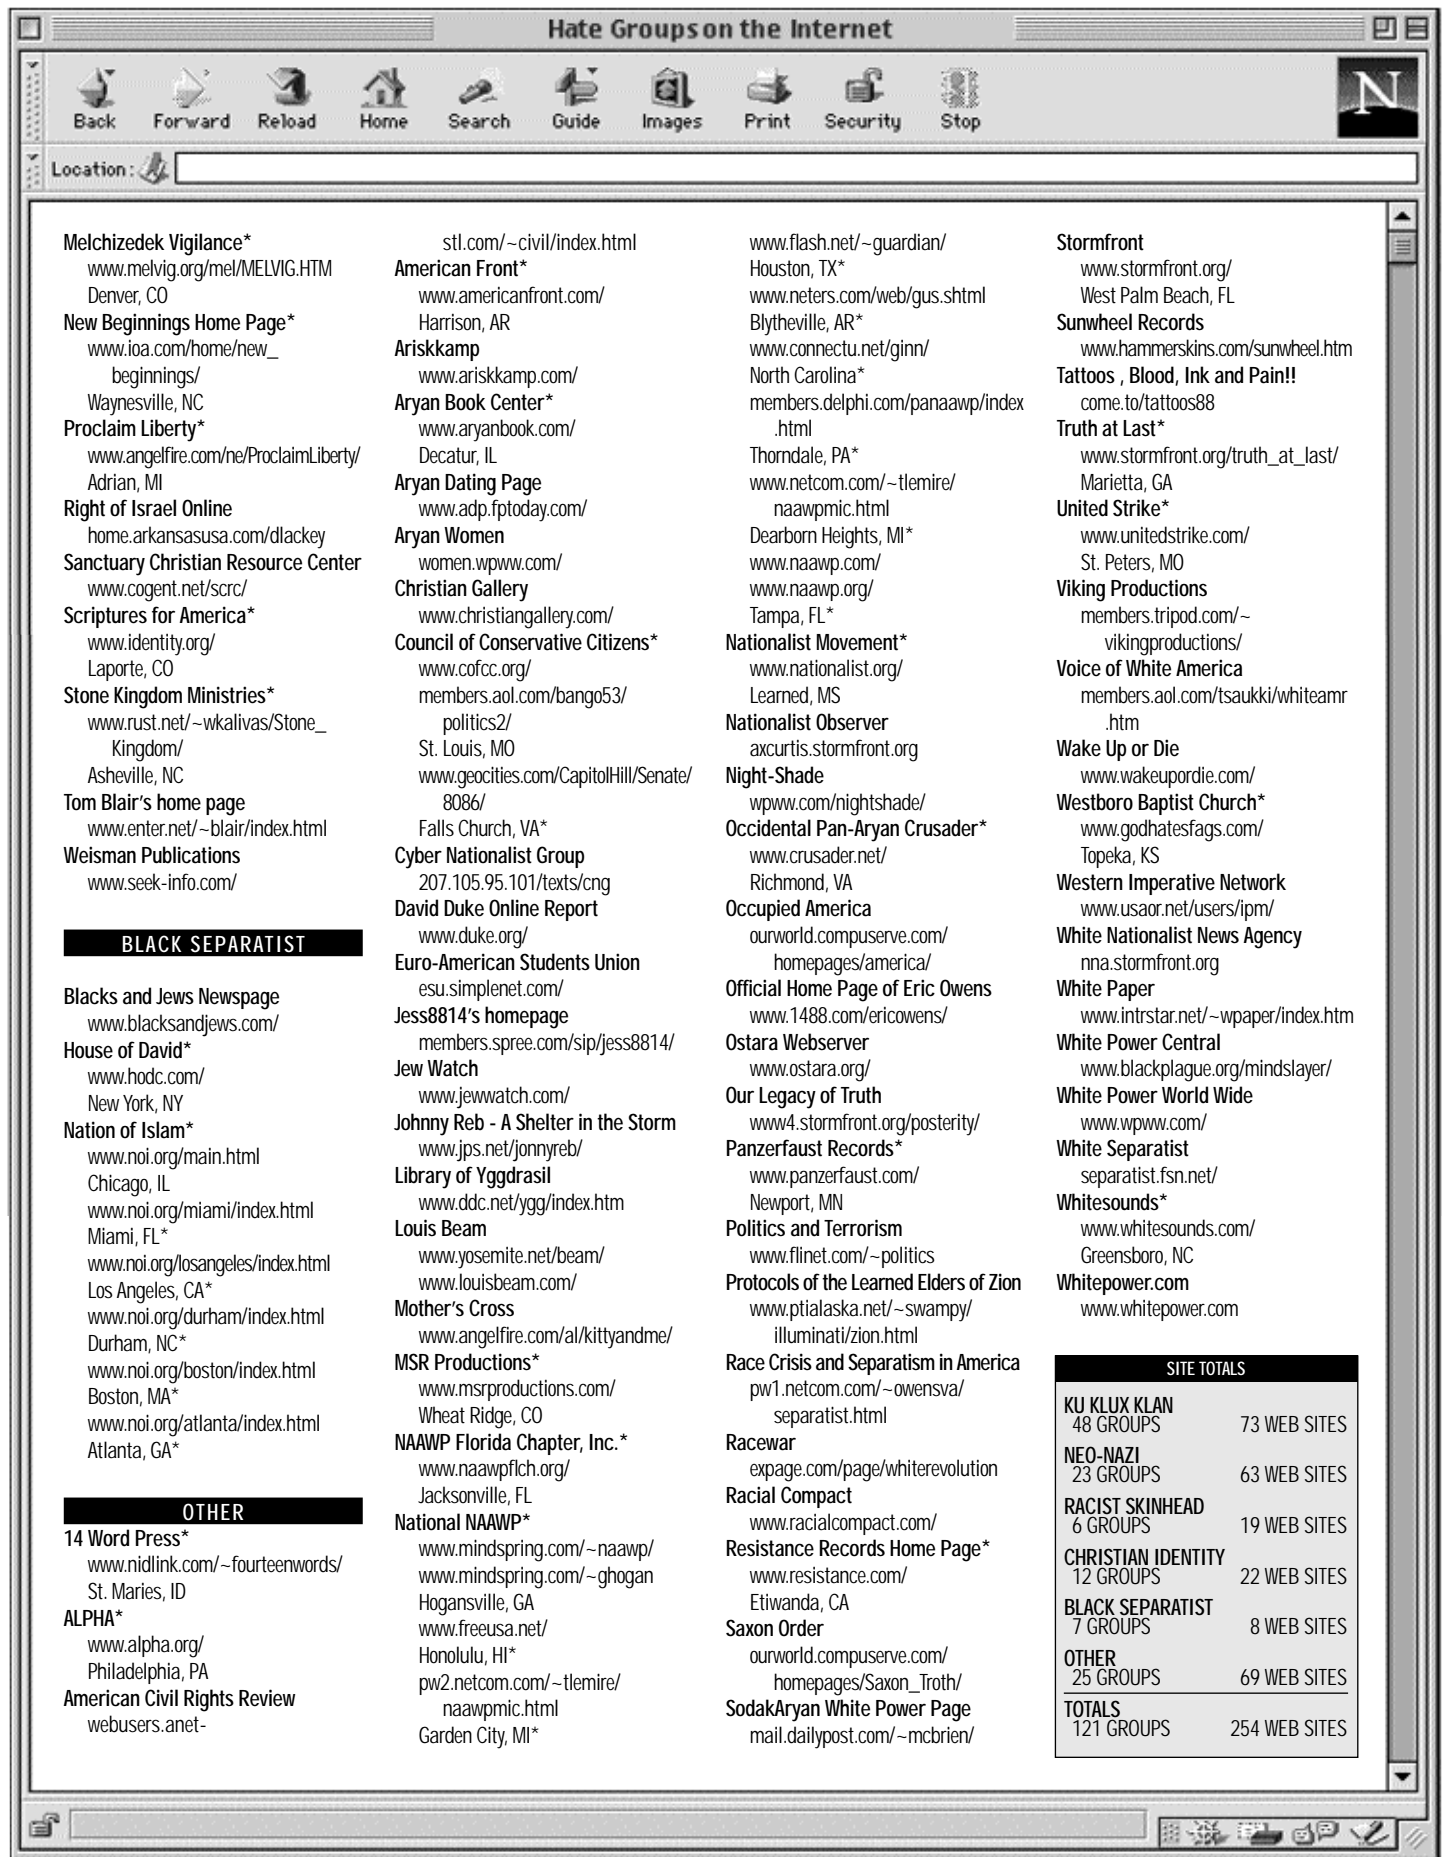 Hate Groups on the Internet
Back Forward Reload Home Search Guide Images Print Security Stop
N
Location:
Melchizedek Vigilance*
www.melvig.org/mel/MELVIG.HTM
Denver, CO
New Beginnings Home Page*
www.ioa.com/home/new_
beginnings/
Waynesville, NC
Proclaim Liberty*
www.angelfire.com/ne/ProclaimLiberty/
Adrian, MI
Right of Israel Online
home.arkansasusa.com/dlackey
Sanctuary Christian Resource Center
www.cogent.net/scrc/
Scriptures for America*
www.identity.org/
Laporte, CO
Stone Kingdom Ministries*
www.rust.net/~wkalivas/Stone_
Kingdom/
Asheville, NC
Tom Blair's home page
www.enter.net/~blair/index.html
Weisman Publications
www.seek-info.com/
BLACK SEPARATIST
Blacks and Jews Newspage
www.blacksandjews.com/
House of David*
www.hodc.com/
New York, NY
Nation of Islam*
www.noi.org/main.html
Chicago, IL
www.noi.org/miami/index.html
Miami, FL*
www.noi.org/losangeles/index.html
Los Angeles, CA*
www.noi.org/durham/index.html
Durham, NC*
www.noi.org/boston/index.html
Boston, MA*
www.noi.org/atlanta/index.html
Atlanta, GA*
OTHER
14 Word Press*
www.nidlink.com/~fourteenwords/
St. Maries, ID
ALPHA*
www.alpha.org/
Philadelphia, PA
American Civil Rights Review
webusers.anet-
stl.com/~civil/index.html
American Front*
www.americanfront.com/
Harrison, AR
Ariskkamp
www.ariskkamp.com/
Aryan Book Center*
www.aryanbook.com/
Decatur, IL
Aryan Dating Page
www.adp.fptoday.com/
Aryan Women
women.wpww.com/
Christian Gallery
www.christiangallery.com/
Council of Conservative Citizens*
www.cofcc.org/
members.aol.com/bango53/
politics2/
St. Louis, MO
www.geocities.com/CapitolHill/Senate/
8086/
Falls Church, VA*
Cyber Nationalist Group
207.105.95.101/texts/cng
David Duke Online Report
www.duke.org/
Euro-American Students Union
esu.simplenet.com/
Jess8814's homepage
members.spree.com/sip/jess8814/
Jew Watch
www.jewwatch.com/
Johnny Reb - A Shelter in the Storm
www.jps.net/jonnyreb/
Library of Yggdrasil
www.ddc.net/ygg/index.htm
Louis Beam
www.yosemite.net/beam/
www.louisbeam.com/
Mother's Cross
www.angelfire.com/al/kittyandme/
MSR Productions*
www.msrproductions.com/
Wheat Ridge, CO
NAAWP Florida Chapter, Inc.*
www.naawpflch.org/
Jacksonville, FL
National NAAWP*
www.mindspring.com/~naawp/
www.mindspring.com/~ghogan
Hogansville, GA
www.freeusa.net/
Honolulu, HI*
pw2.netcom.com/~tlemire/
naawpmic.html
Garden City, MI*
www.flash.net/~guardian/
Houston, TX*
www.neters.com/web/gus.shtml
Blytheville, AR*
www.connectu.net/ginn/
North Carolina*
members.delphi.com/panaawp/index
.html
Thorndale, PA*
www.netcom.com/~tlemire/
naawpmic.html
Dearborn Heights, MI*
www.naawp.com/
www.naawp.org/
Tampa, FL*
Nationalist Movement*
www.nationalist.org/
Learned, MS
Nationalist Observer
axcurtis.stormfront.org
Night-Shade
wpww.com/nightshade/
Occidental Pan-Aryan Crusader*
www.crusader.net/
Richmond, VA
Occupied America
ourworld.compuserve.com/
homepages/america/
Official Home Page of Eric Owens
www.1488.com/ericowens/
Ostara Webserver
www.ostara.org/
Our Legacy of Truth
www4.stormfront.org/posterity/
Panzerfaust Records*
www.panzerfaust.com/
Newport, MN
Politics and Terrorism
www.flinet.com/~politics
Protocols of the Learned Elders of Zion
www.ptialaska.net/~swampy/
illuminati/zion.html
Race Crisis and Separatism in America
pw1.netcom.com/~owensva/
separatist.html
Racewar
expage.com/page/whiterevolution
Racial Compact
www.racialcompact.com/
Resistance Records Home Page*
www.resistance.com/
Etiwanda, CA
Saxon Order
ourworld.compuserve.com/
homepages/Saxon_Troth/
SodakAryan White Power Page
mail.dailypost.com/~mcbrien/
Stormfront
www.stormfront.org/
West Palm Beach, FL
Sunwheel Records
www.hammerskins.com/sunwheel.htm
Tattoos , Blood, Ink and Pain!!
come.to/tattoos88
Truth at Last*
www.stormfront.org/truth_at_last/
Marietta, GA
United Strike*
www.unitedstrike.com/
St. Peters, MO
Viking Productions
members.tripod.com/~
vikingproductions/
Voice of White America
members.aol.com/tsaukki/whiteamr
.htm
Wake Up or Die
www.wakeupordie.com/
Westboro Baptist Church*
www.godhatesfags.com/
Topeka, KS
Western Imperative Network
www.usaor.net/users/ipm/
White Nationalist News Agency
nna.stormfront.org
White Paper
www.intrstar.net/~wpaper/index.htm
White Power Central
www.blackplague.org/mindslayer/
White Power World Wide
www.wpww.com/
White Separatist
separatist.fsn.net/
Whitesounds*
www.whitesounds.com/
Greensboro, NC
Whitepower.com
www.whitepower.com
SITE TOTALS
KU KLUX KLAN
48 GROUPS 73 WEB SITES
NEO-NAZI
23 GROUPS 63 WEB SITES
RACIST SKINHEAD
6 GROUPS 19 WEB SITES
CHRISTIAN IDENTITY
12 GROUPS 22 WEB SITES
BLACK SEPARATIST
7 GROUPS 8 WEB SITES
OTHER
25 GROUPS 69 WEB SITES
TOTALS
121 GROUPS 254 WEB SITES